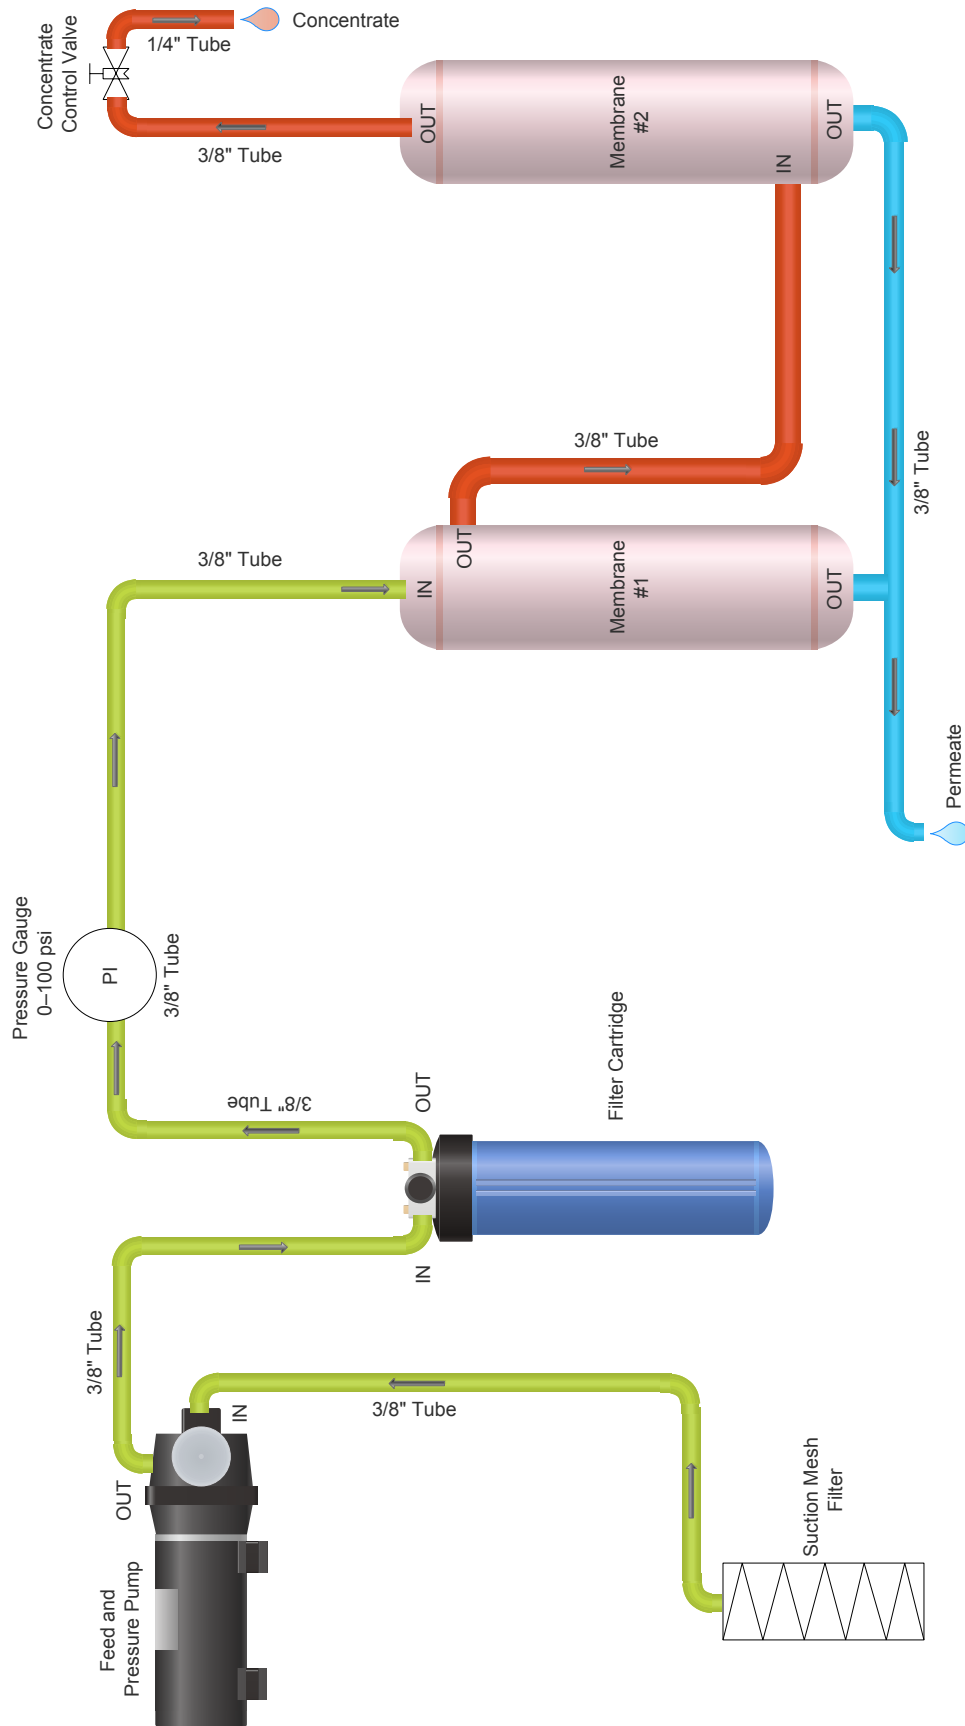 Concentrate
1/4" Tube
Concentrate
Control Valve
3/8" Tube
OUT
Membrane
#2
IN
OUT
3/8" Tube
3/8" Tube
3/8" Tube
IN
OUT
Membrane
#1
OUT
Permeate
Pressure Gauge
0–100 psi
PI
3/8" Tube
3/8" Tube
OUT
Filter Cartridge
IN
3/8" Tube
IN
3/8" Tube
OUT
Suction Mesh
Filter
Feed and
Pressure Pump